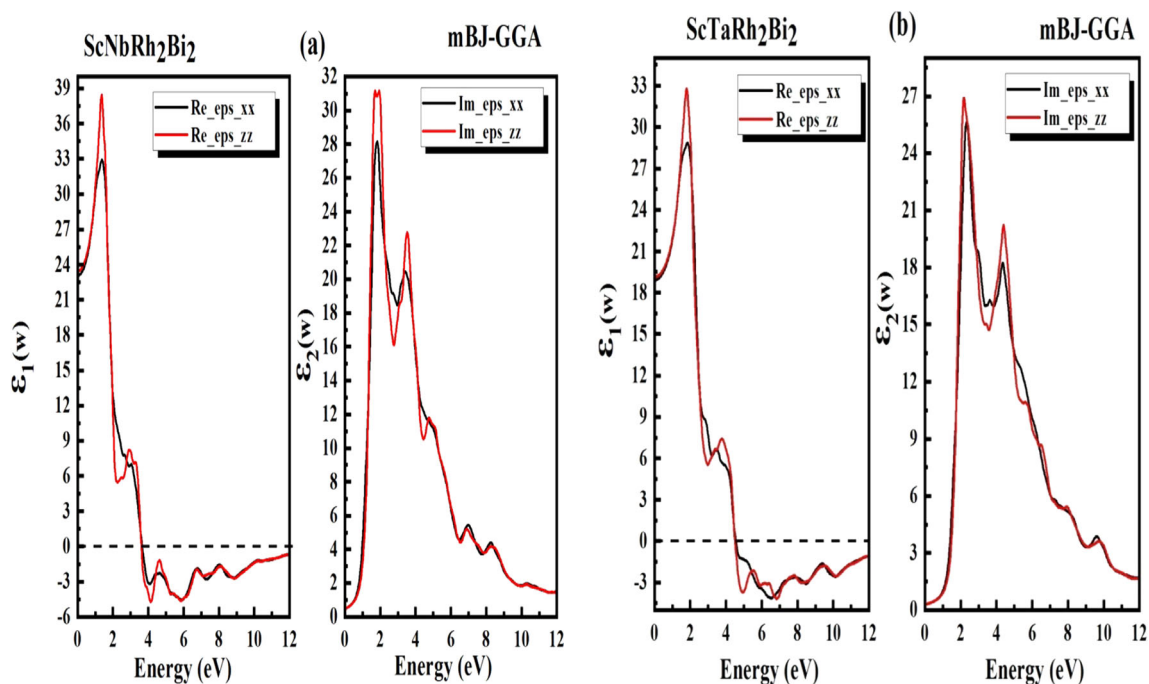 ScNbRh₂Bi₂
(a)
mBJ-GGA
ScTaRh₂Bi₂
(b)
mBJ-GGA
ε₁(w)
39
36
33
30
27
24
21
18
15
12
9
6
3
0
-3
-6
Re_eps_xx
Re_eps_zz
0 2 4 6 8 10 12
Energy (eV)
ε₂(w)
32
30
28
26
24
22
20
18
16
14
12
10
8
6
4
2
0
Im_eps_xx
Im_eps_zz
0 2 4 6 8 10 12
Energy (eV)
ε₁(w)
33
30
27
24
21
18
15
12
9
6
3
0
-3
Re_eps_xx
Re_eps_zz
0 2 4 6 8 10 12
Energy (eV)
ε₂(w)
27
24
21
18
15
12
9
6
3
0
Im_eps_xx
Im_eps_zz
0 2 4 6 8 10 12
Energy (eV)